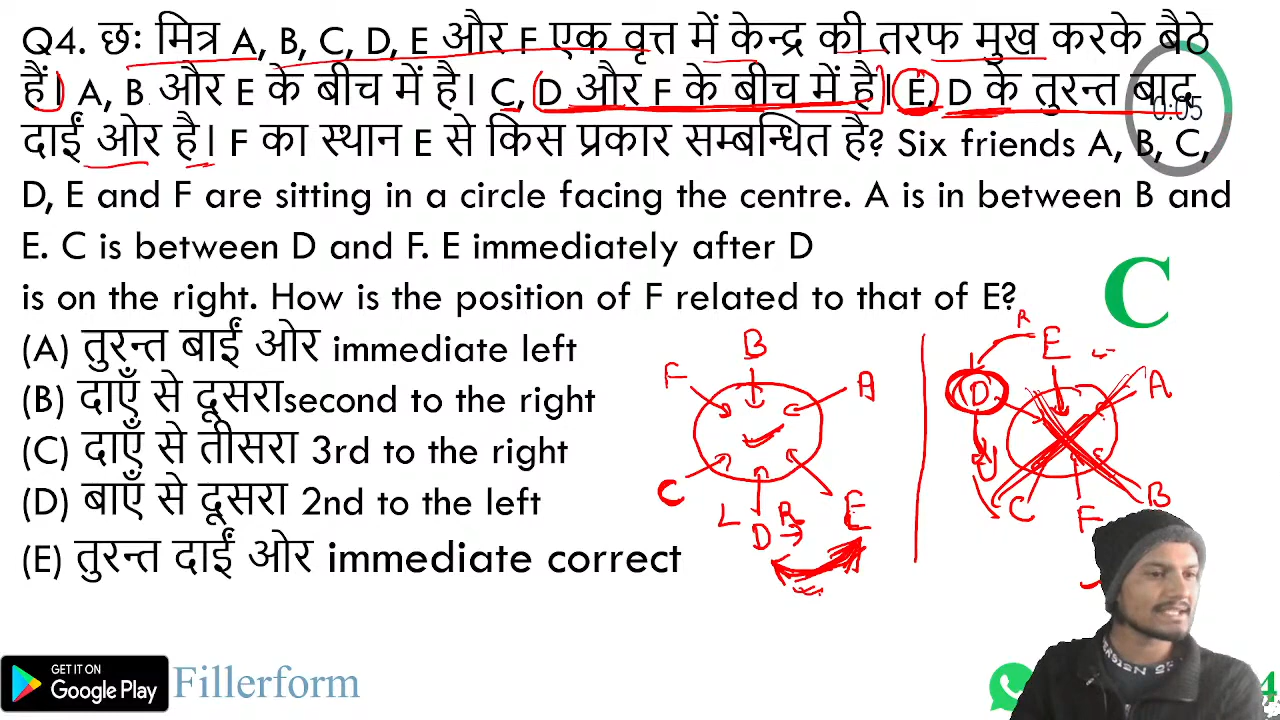 Q4. छः मित्र A, B, C, D, E और F एक वृत्त में केन्द्र की तरफ मुख करके बैठे
हैं। A, B और E के बीच में है। C, D और F के बीच में है। E, D के तुरन्त बाद
0:05
दाईं ओर है। F का स्थान E से किस प्रकार सम्बन्धित है? Six friends A, B, C,
D, E and F are sitting in a circle facing the centre. A is in between B and
E. C is between D and F. E immediately after D
is on the right. How is the position of F related to that of E?
C
(A) तुरन्त बाईं ओर immediate left
(B) दाएँ से दूसराsecond to the right
(C) दाएँ से तीसरा 3rd to the right
(D) बाएँ से दूसरा 2nd to the left
(E) तुरन्त दाईं ओर immediate correct
B
F A
C E
L D R
R
E
D A
C F B
GET IT ON
Google Play
Fillerform
4